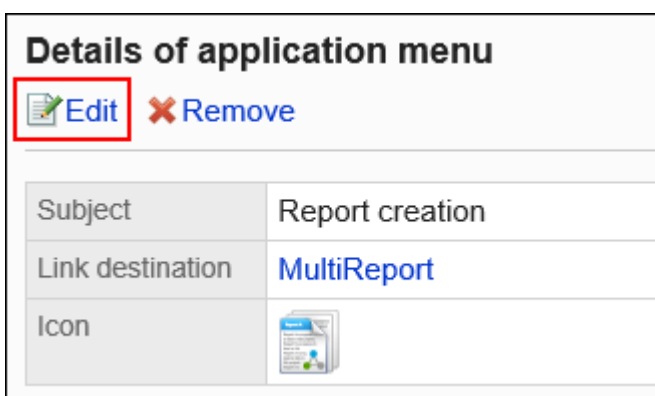 Details of application menu
Edit Remove
Subject Report creation
Link destination MultiReport
Icon